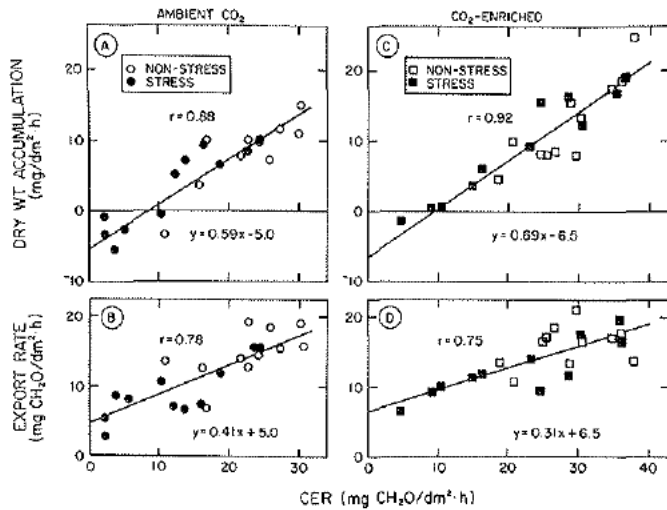 AMBIENT CO₂
CO₂-ENRICHED
A
○ NON-STRESS
● STRESS
r=0.88
y=0.59x-5.0
20
10
0
-10
DRY WT ACCUMULATION
(mg/dm²·h)
C
□ NON-STRESS
■ STRESS
r=0.92
y=0.69x-6.5
20
10
0
-10
B
r=0.78
y=0.41x+5.0
20
10
0
EXPORT RATE
(mg CH₂O/dm²·h)
0 10 20 30
D
r=0.75
y=0.31x+6.5
20
10
0
0 10 20 30 40
CER (mg CH₂O/dm²·h)